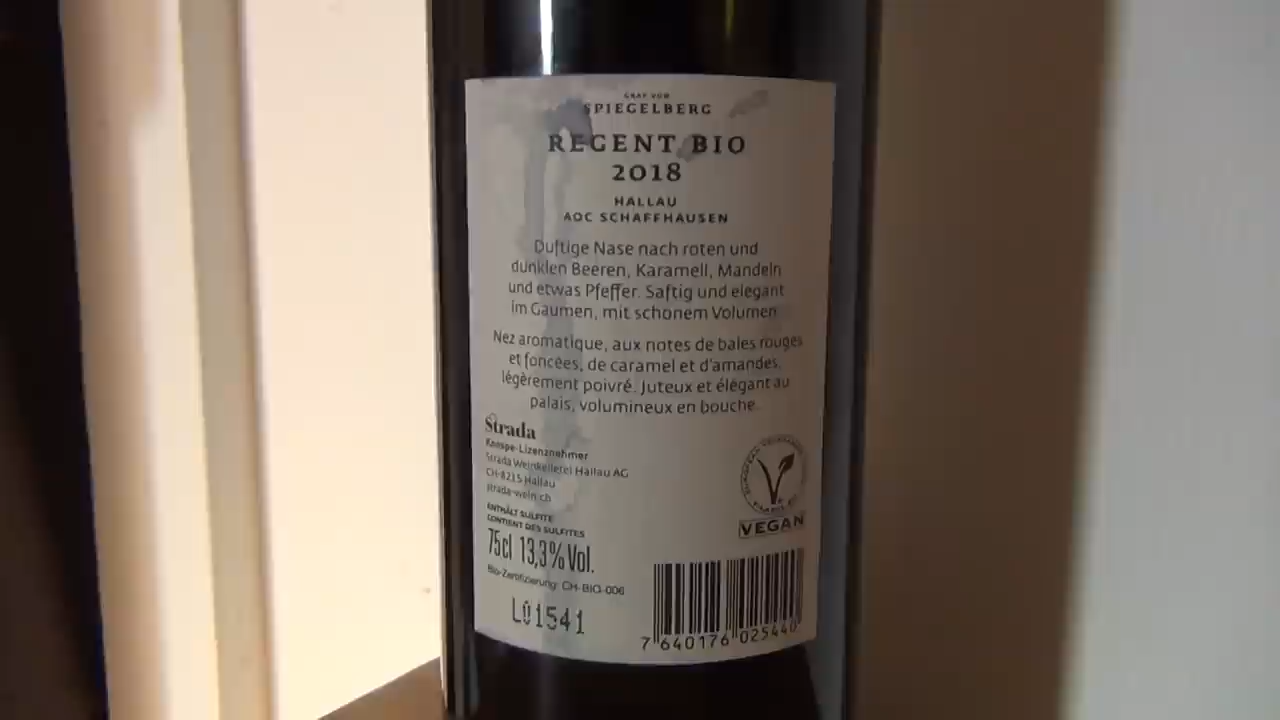 GRAF VON
SPIEGELBERG
REGENT BIO
2018
HALLAU
AOC SCHAFFHAUSEN
Duftige Nase nach roten und
dunklen Beeren, Karamell, Mandeln
und etwas Pfeffer. Saftig und elegant
im Gaumen, mit schönem Volumen.
Nez aromatique, aux notes de baies rouges
et foncées, de caramel et d'amandes,
légèrement poivré. Juteux et élégant au
palais, volumineux en bouche.
Strada
Knospe-Lizenznehmer
Strada Weinkellerei Hallau AG
CH-8215 Hallau
strada-wein.ch
ENTHÄLT SULFITE
CONTIENT DES SULFITES
75cl 13,3% Vol.
Bio-Zertifizierung: CH-BIO-006
L01541
VEGAN
7 640176 025440